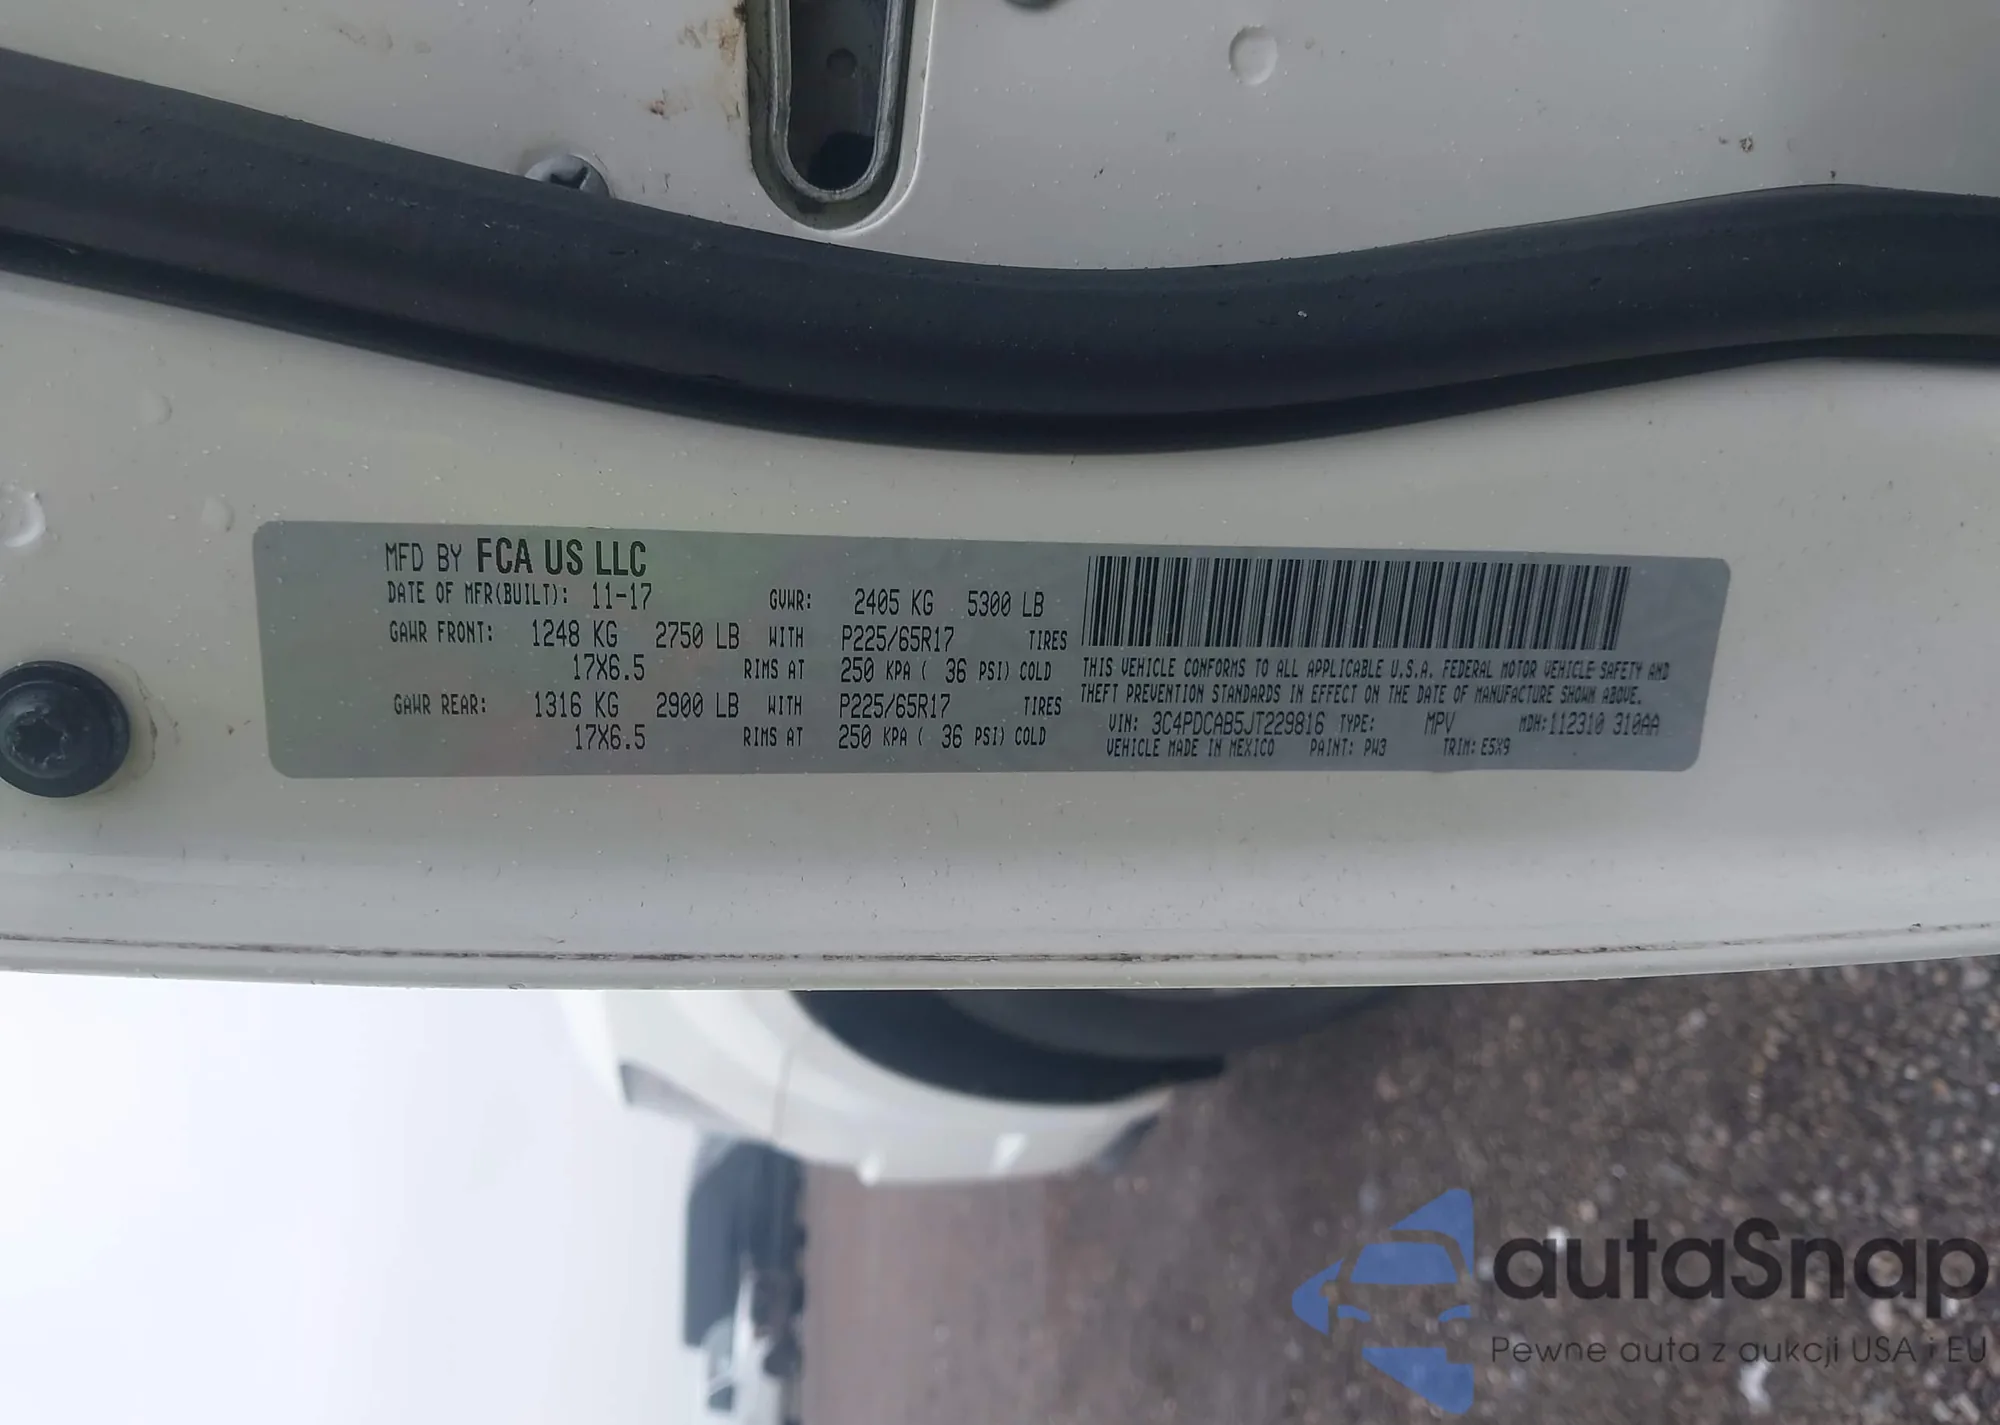 MFD BY FCA US LLC
DATE OF MFR(BUILT): 11-17 GVWR: 2405 KG 5300 LB
GAWR FRONT: 1248 KG 2750 LB WITH P225/65R17 TIRES
17X6.5 RIMS AT 250 KPA ( 36 PSI) COLD
GAWR REAR: 1316 KG 2900 LB WITH P225/65R17 TIRES
17X6.5 RIMS AT 250 KPA ( 36 PSI) COLD
THIS VEHICLE CONFORMS TO ALL APPLICABLE U.S.A. FEDERAL MOTOR VEHICLE SAFETY AND
THEFT PREVENTION STANDARDS IN EFFECT ON THE DATE OF MANUFACTURE SHOWN ABOVE.
VIN: 3C4PDCAB5JT229816 TYPE: MPV MDH:112310 310AA
VEHICLE MADE IN MEXICO PAINT: PW3 TRIM: E5X9
autaSnap
Pewne auta z aukcji USA i EU